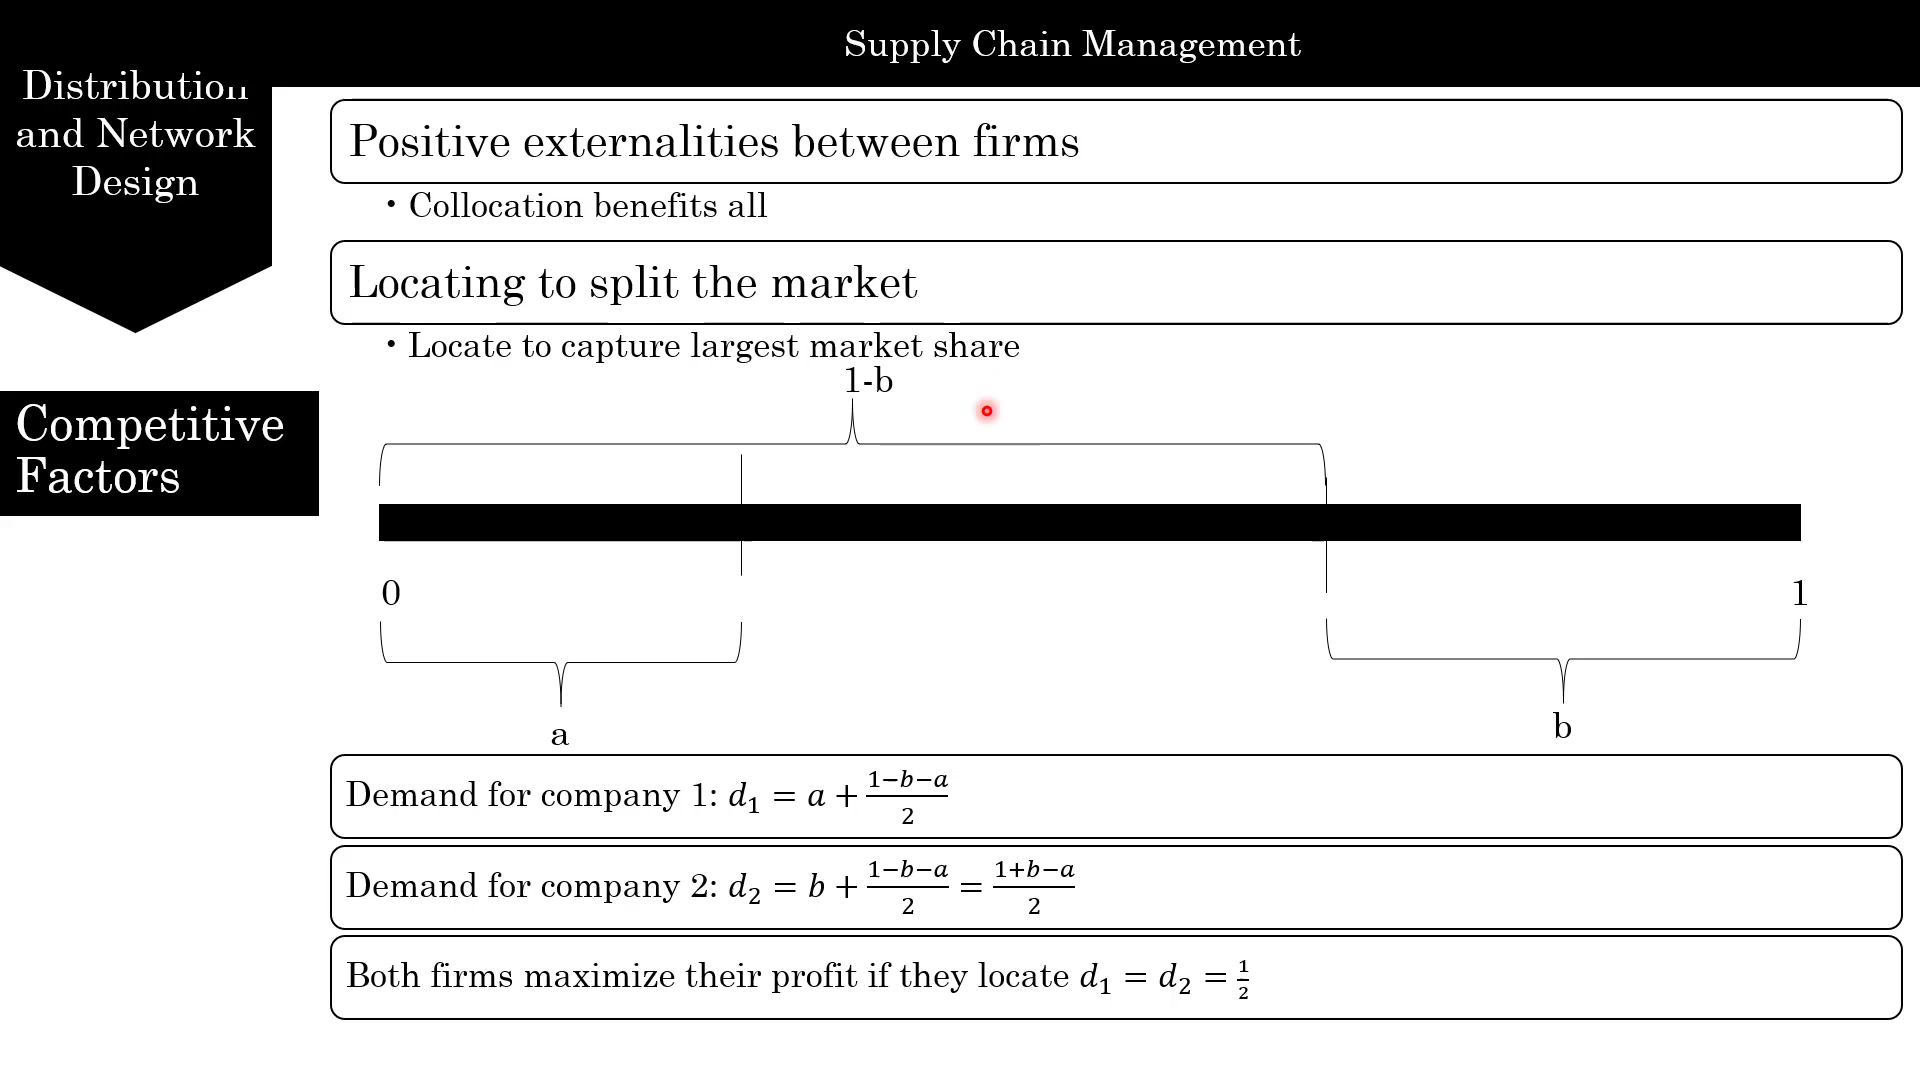 Supply Chain Management
Distribution
and Network
Design
Positive externalities between firms
• Collocation benefits all
Locating to split the market
• Locate to capture largest market share
1-b
Competitive
Factors
0
1
a
b
Demand for company 1: d₁ = a + (1−b−a)/2
Demand for company 2: d₂ = b + (1−b−a)/2 = (1+b−a)/2
Both firms maximize their profit if they locate d₁ = d₂ = 1/2